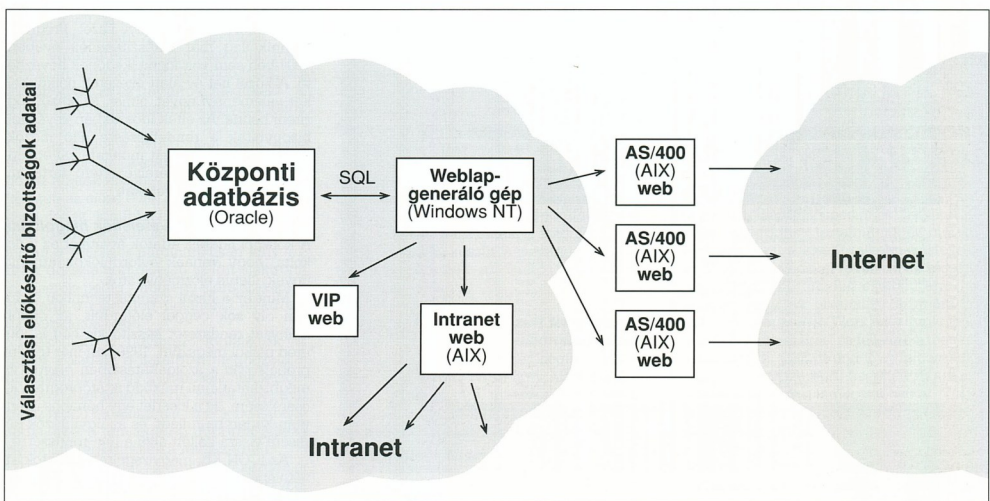 Választási előkészítő bizottságok adatai
Központi
adatbázis
(Oracle)
SQL
Weblap-
generáló gép
(Windows NT)
VIP
web
Intranet
web
(AIX)
Intranet
AS/400
(AIX)
web
AS/400
(AIX)
web
AS/400
(AIX)
web
Internet